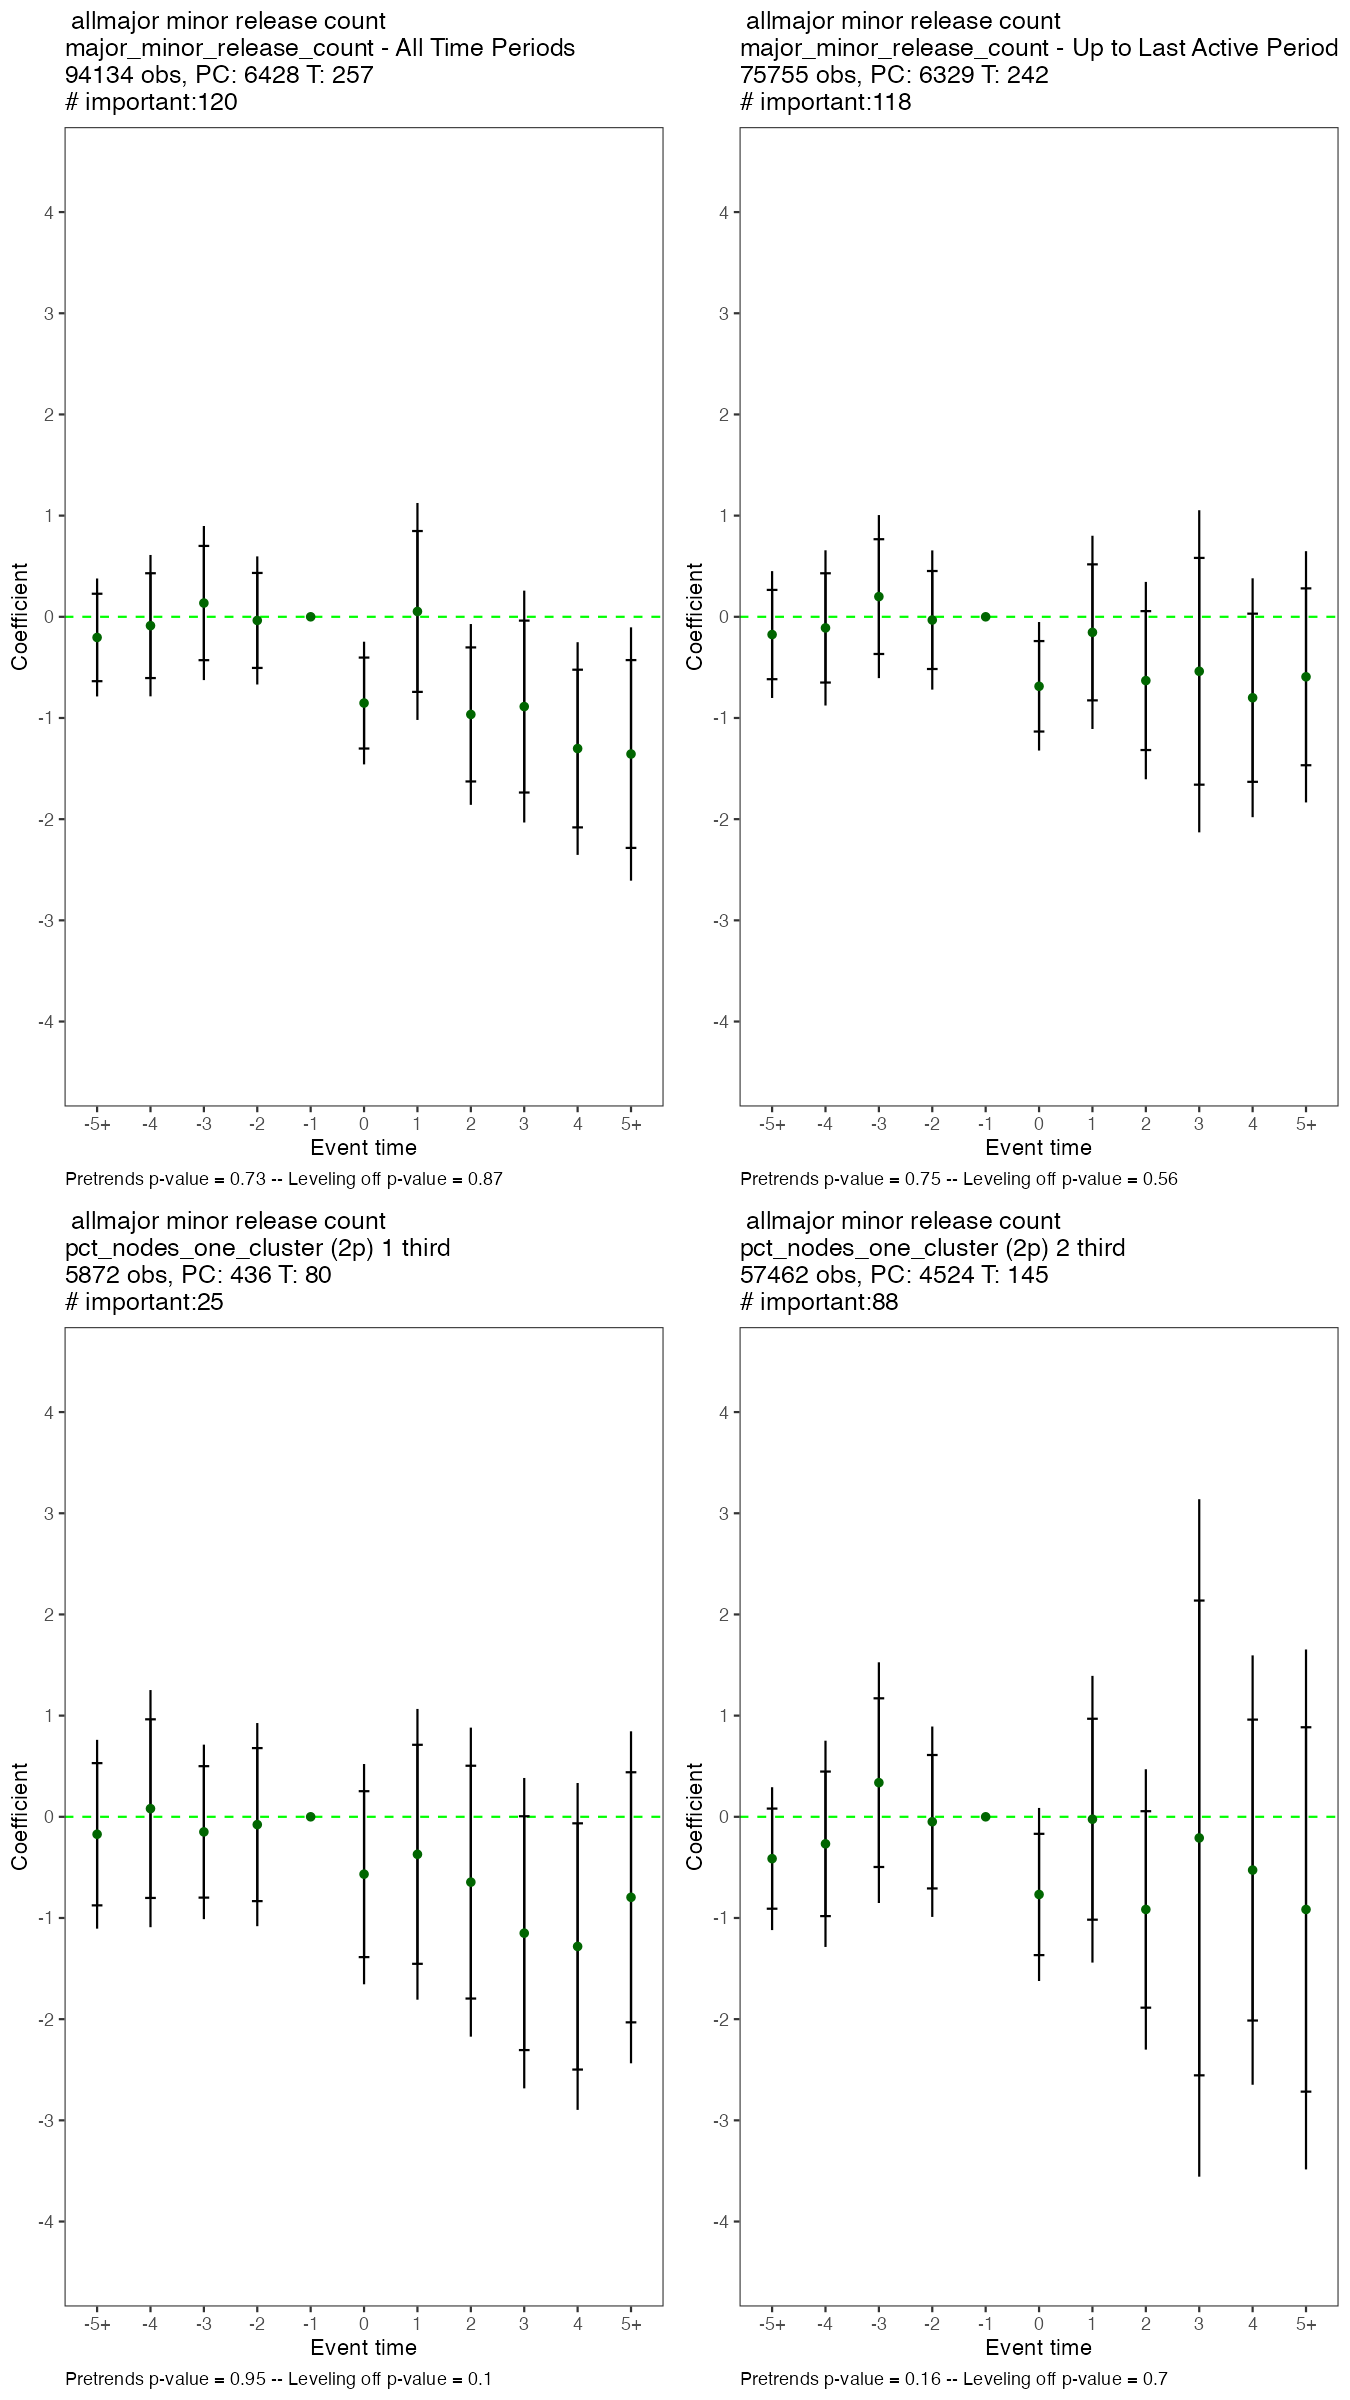 allmajor minor release count
major_minor_release_count - All Time Periods
94134 obs, PC: 6428 T: 257
# important:120
Coefficient
4
3
2
1
0
-1
-2
-3
-4
-5+ -4 -3 -2 -1 0 1 2 3 4 5+
Event time
Pretrends p-value = 0.73 -- Leveling off p-value = 0.87
allmajor minor release count
major_minor_release_count - Up to Last Active Period
75755 obs, PC: 6329 T: 242
# important:118
Coefficient
4
3
2
1
0
-1
-2
-3
-4
-5+ -4 -3 -2 -1 0 1 2 3 4 5+
Event time
Pretrends p-value = 0.75 -- Leveling off p-value = 0.56
allmajor minor release count
pct_nodes_one_cluster (2p) 1 third
5872 obs, PC: 436 T: 80
# important:25
Coefficient
4
3
2
1
0
-1
-2
-3
-4
-5+ -4 -3 -2 -1 0 1 2 3 4 5+
Event time
Pretrends p-value = 0.95 -- Leveling off p-value = 0.1
allmajor minor release count
pct_nodes_one_cluster (2p) 2 third
57462 obs, PC: 4524 T: 145
# important:88
Coefficient
4
3
2
1
0
-1
-2
-3
-4
-5+ -4 -3 -2 -1 0 1 2 3 4 5+
Event time
Pretrends p-value = 0.16 -- Leveling off p-value = 0.7